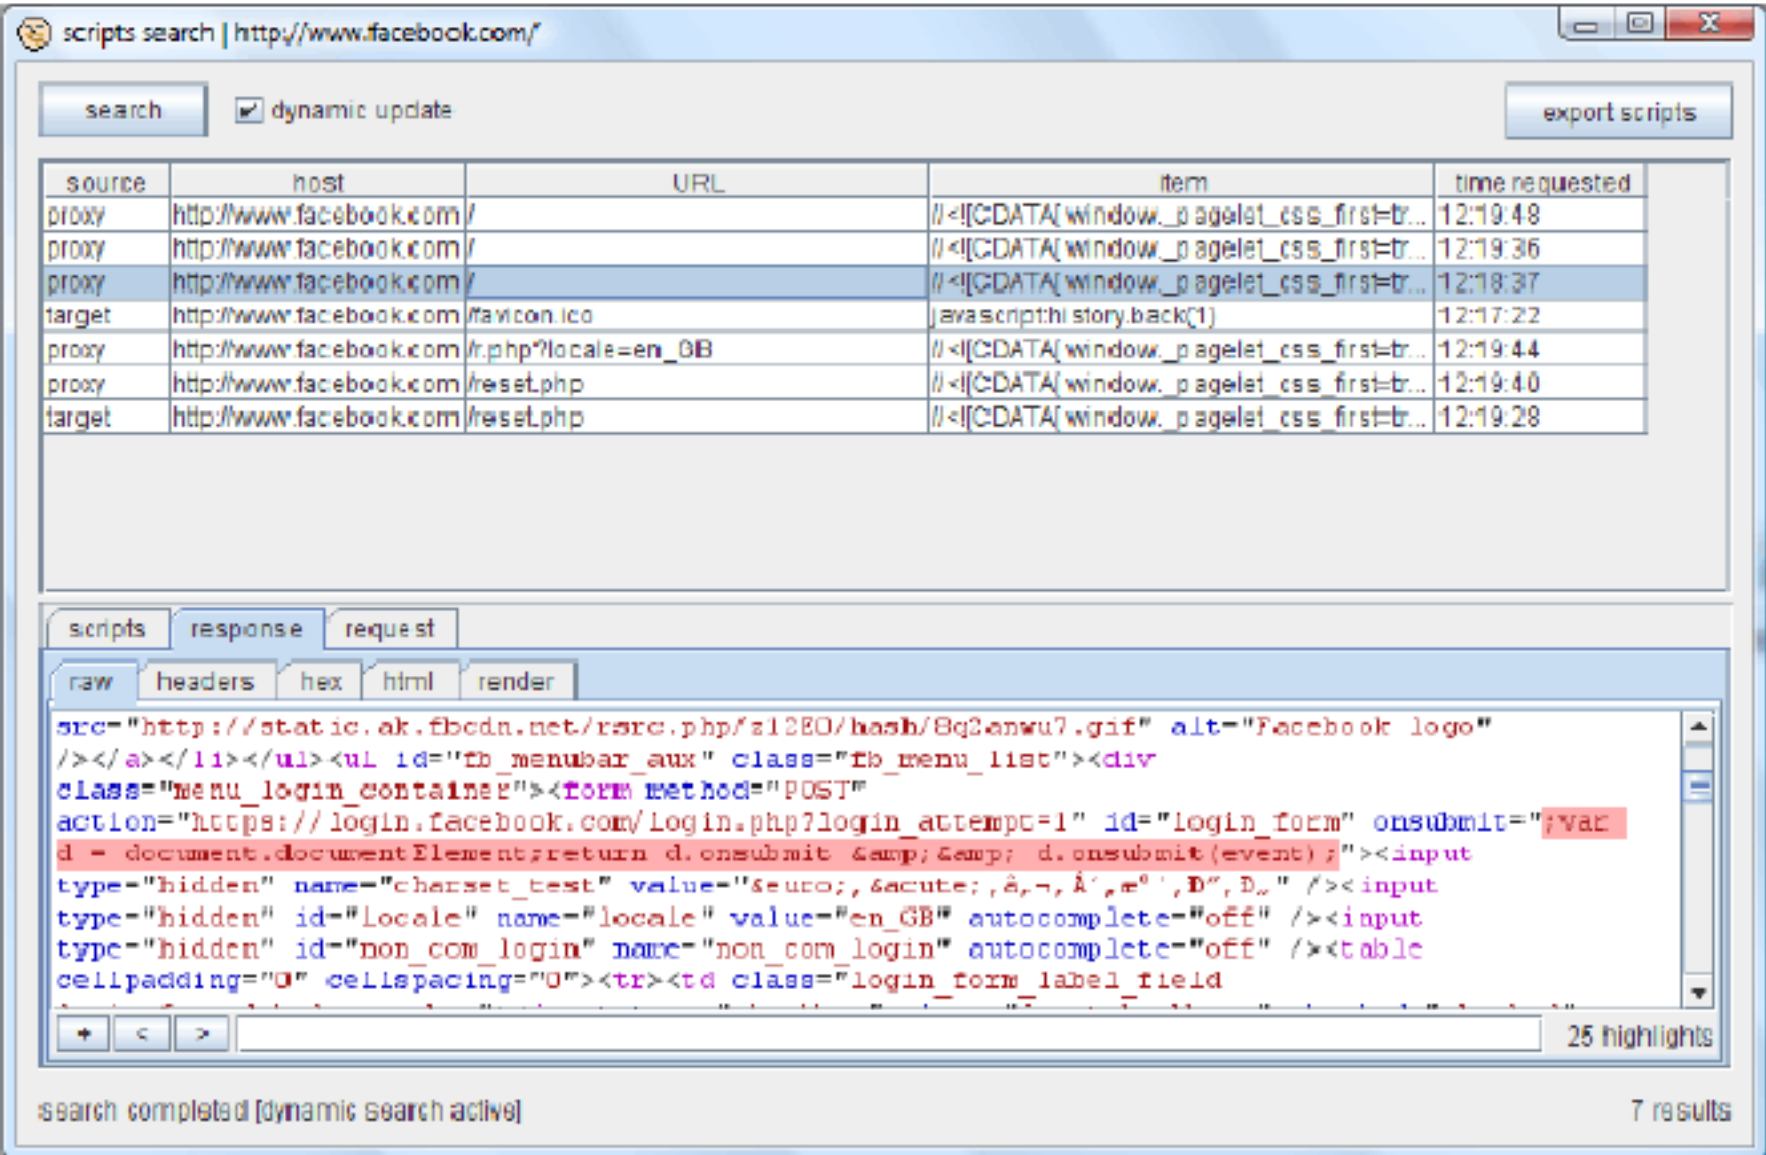 scripts search | http://www.facebook.com/
search
dynamic update
export scripts
source host URL item time requested
proxy http://www.facebook.com / //<![CDATA[ window._pagelet_css_first=tr... 12:19:48
proxy http://www.facebook.com / //<![CDATA[ window._pagelet_css_first=tr... 12:19:36
proxy http://www.facebook.com / //<![CDATA[ window._pagelet_css_first=tr... 12:18:37
target http://www.facebook.com /favicon.ico javascript:history.back(1) 12:17:22
proxy http://www.facebook.com /r.php?locale=en_GB //<![CDATA[ window._pagelet_css_first=tr... 12:19:44
proxy http://www.facebook.com /reset.php //<![CDATA[ window._pagelet_css_first=tr... 12:19:40
target http://www.facebook.com /reset.php //<![CDATA[ window._pagelet_css_first=tr... 12:19:28
scripts response request
raw headers hex html render
src="http://static.ak.fbcdn.net/rsrc.php/z12E0/hash/8q2anwu7.gif" alt="Facebook logo"
/></a></li></ul><ul id="fb_menubar_aux" class="fb_menu_list"><div
class="menu_login_container"><form method="POST"
action="https://login.facebook.com/login.php?login_attempt=1" id="login_form" onsubmit=";var
d = document.documentElement;return d.onsubmit &amp;&amp; d.onsubmit(event);"><input
type="hidden" name="charset_test" value="&euro;,&acute;, /><input
type="hidden" id="locale" name="locale" value="en_GB" autocomplete="off" /><input
type="hidden" id="non_com_login" name="non_com_login" autocomplete="off" /><table
cellpadding="0" cellspacing="0"><tr><td class="login_form_label_field
+ < > 25 highlights
search completed [dynamic search active] 7 results